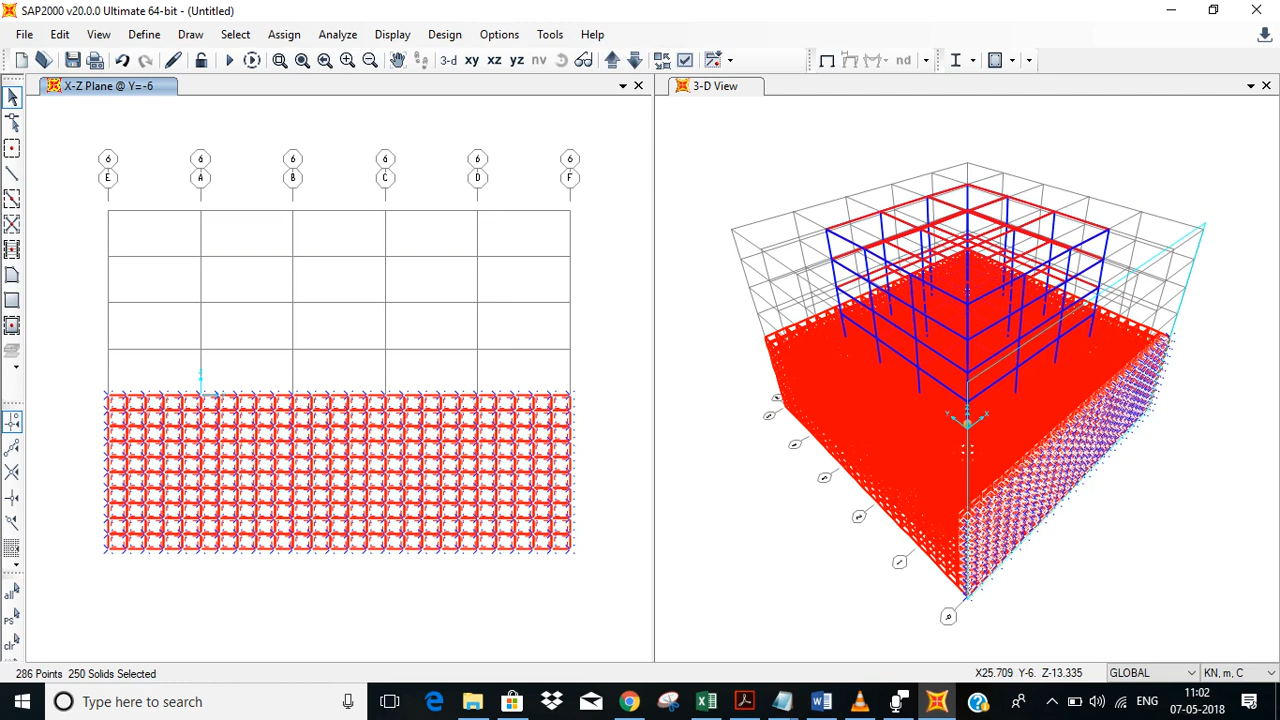 SAP2000 v20.0.0 Ultimate 64-bit - (Untitled)
File Edit View Define Draw Select Assign Analyze Display Design Options Tools Help
3-d xy xz yz nv nd
X-Z Plane @ Y=-6
3-D View
6 6 6 6 6 6
E A B C D F
Z
Y Z X
all
PS
clr
286 Points 250 Solids Selected
X25.709 Y-6 Z-13.335
GLOBAL
KN, m, C
Type here to search
ENG
11:02
07-05-2018